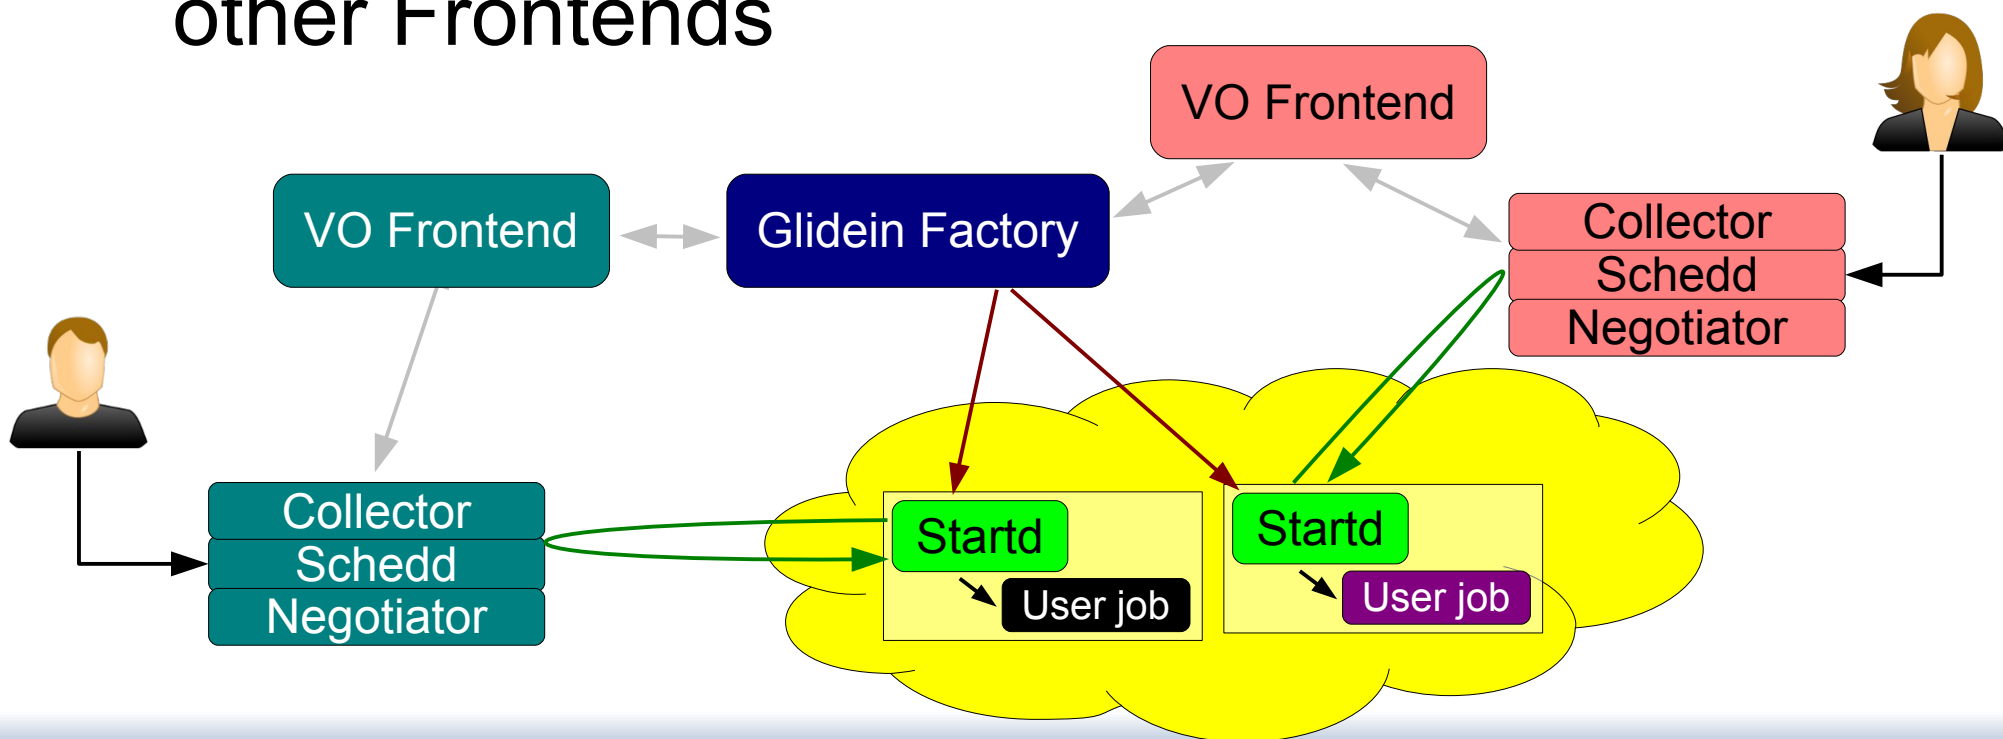 other Frontends
VO Frontend
VO Frontend
Glidein Factory
Collector
Schedd
Negotiator
Collector
Schedd
Negotiator
Startd
User job
Startd
User job